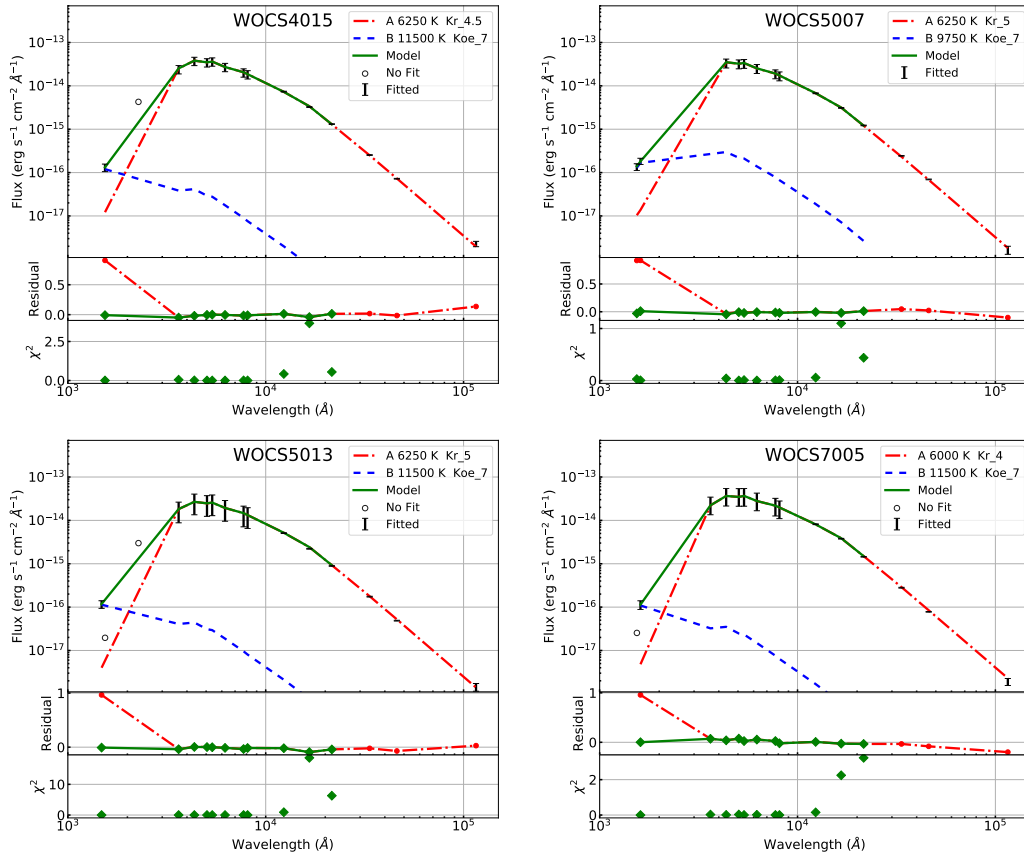 WOCS4015
A 6250 K Kr_4.5
B 11500 K Koe_7
Model
No Fit
Fitted
Flux (erg s⁻¹ cm⁻² Å⁻¹)
10⁻¹³
10⁻¹⁴
10⁻¹⁵
10⁻¹⁶
10⁻¹⁷
Residual
0.5
0.0
χ²
2.5
0.0
10³ 10⁴ 10⁵
Wavelength (Å)
WOCS5007
A 6250 K Kr_5
B 9750 K Koe_7
Model
No Fit
Fitted
Flux (erg s⁻¹ cm⁻² Å⁻¹)
10⁻¹³
10⁻¹⁴
10⁻¹⁵
10⁻¹⁶
10⁻¹⁷
Residual
0.5
0.0
χ²
1
0
10³ 10⁴ 10⁵
Wavelength (Å)
WOCS5013
A 6250 K Kr_5
B 11500 K Koe_7
Model
No Fit
Fitted
Flux (erg s⁻¹ cm⁻² Å⁻¹)
10⁻¹³
10⁻¹⁴
10⁻¹⁵
10⁻¹⁶
10⁻¹⁷
Residual
1
0
χ²
10
0
10³ 10⁴ 10⁵
Wavelength (Å)
WOCS7005
A 6000 K Kr_4
B 11500 K Koe_7
Model
No Fit
Fitted
Flux (erg s⁻¹ cm⁻² Å⁻¹)
10⁻¹³
10⁻¹⁴
10⁻¹⁵
10⁻¹⁶
10⁻¹⁷
Residual
1
0
χ²
2
0
10³ 10⁴ 10⁵
Wavelength (Å)